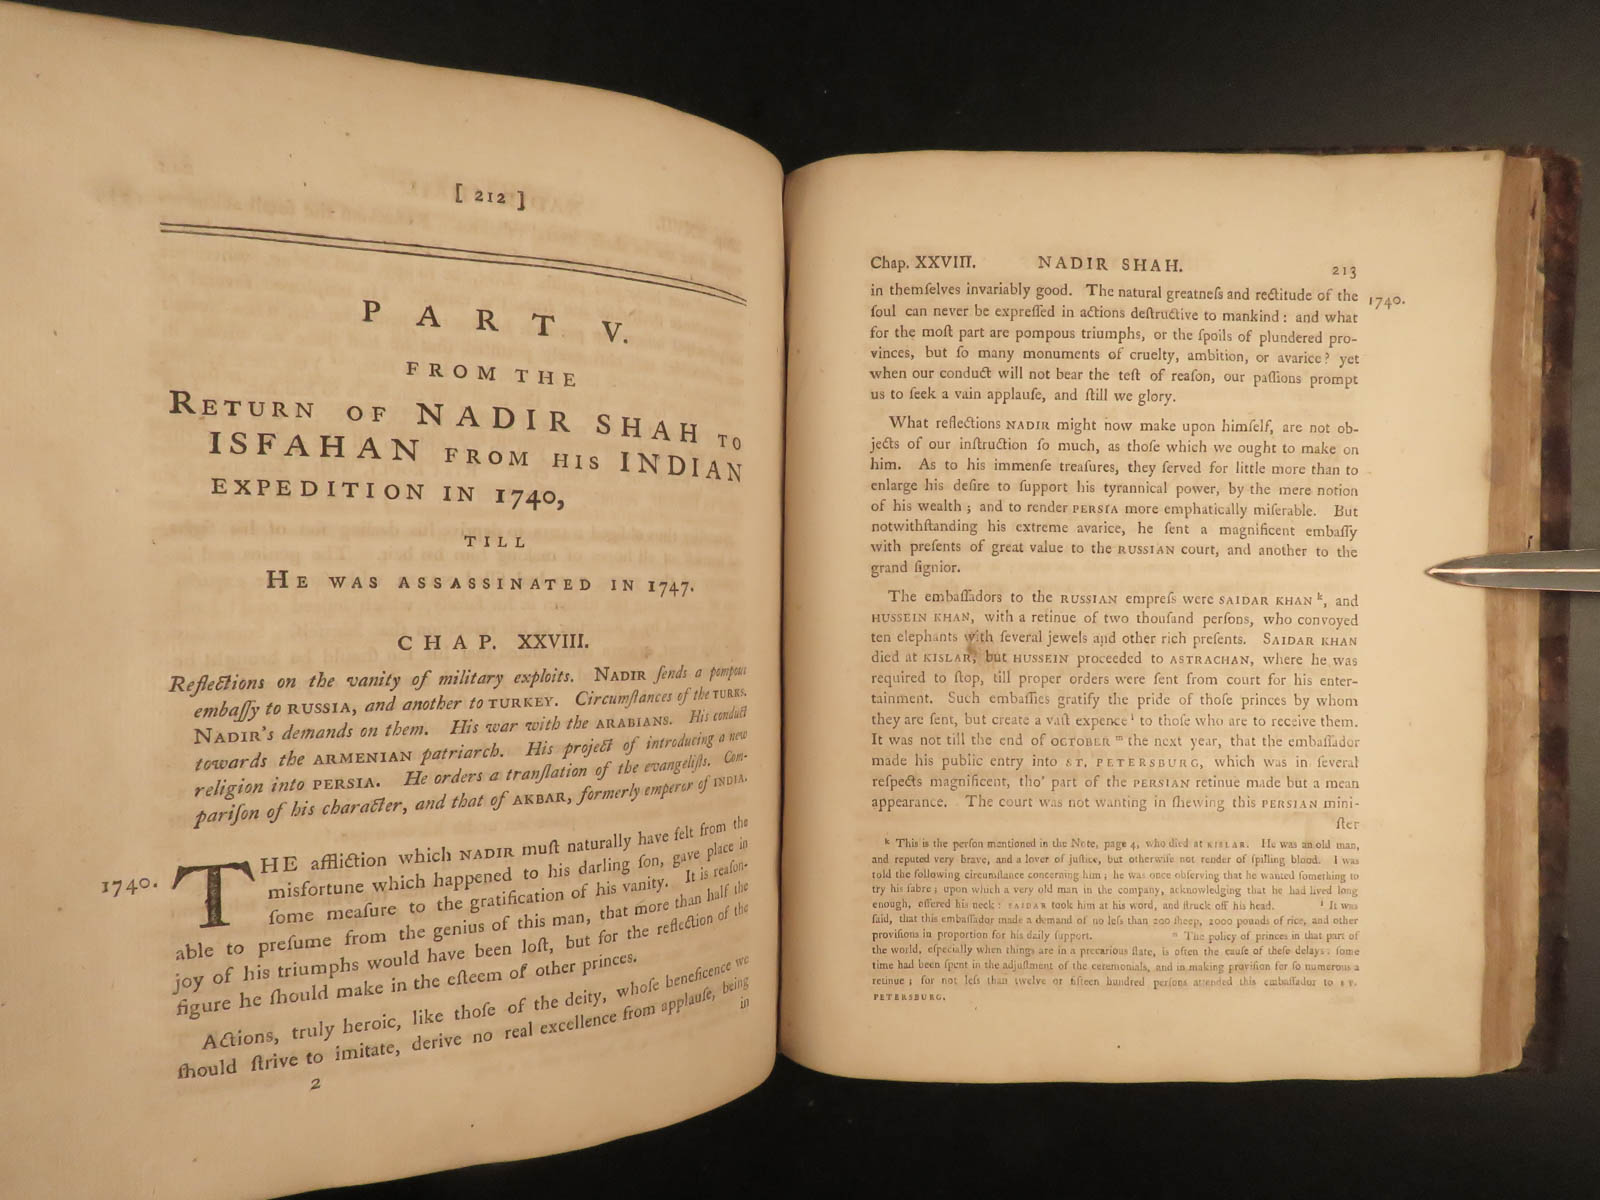 [ 212 ]
PART V.
FROM THE
RETURN OF NADIR SHAH TO
ISFAHAN FROM HIS INDIAN
EXPEDITION IN 1740,
TILL
HE WAS ASSASSINATED IN 1747.
CHAP. XXVIII.
Reflections on the vanity of military exploits. NADIR ſends a pompous
embaſſy to RUSSIA, and another to TURKEY. Circumſtances of the TURKS.
NADIR's demands on them. His war with the ARABIANS. His conduct
towards the ARMENIAN patriarch. His project of introducing a new
religion into PERSIA. He orders a tranſlation of the evangeliſts. Com-
pariſon of his character, and that of AKBAR, formerly emperor of INDIA.
1740. THE affliction which NADIR muſt naturally have felt from the
misfortune which happened to his darling ſon, gave place in
ſome meaſure to the gratification of his vanity. It is reaſon-
able to preſume from the genius of this man, that more than half the
joy of his triumphs would have been loſt, but for the reflection of the
figure he ſhould make in the eſteem of other princes.
Actions, truly heroic, like thoſe of the deity, whoſe beneficence we
ſhould ſtrive to imitate, derive no real excellence from applauſe, being
in
2
Chap. XXVIII. NADIR SHAH. 213
in themſelves invariably good. The natural greatneſs and rectitude of the 1740.
ſoul can never be expreſſed in actions deſtructive to mankind: and what
for the moſt part are pompous triumphs, or the ſpoils of plundered pro-
vinces, but ſo many monuments of cruelty, ambition, or avarice? yet
when our conduct will not bear the teſt of reaſon, our paſſions prompt
us to ſeek a vain applauſe, and ſtill we glory.
What reflections NADIR might now make upon himſelf, are not ob-
jects of our inſtruction ſo much, as thoſe which we ought to make on
him. As to his immenſe treaſures, they ſerved for little more than to
enlarge his deſire to ſupport his tyrannical power, by the mere notion
of his wealth; and to render PERSIA more emphatically miſerable. But
notwithſtanding his extreme avarice, he ſent a magnificent embaſſy
with preſents of great value to the RUSSIAN court, and another to the
grand ſignior.
The embaſſadors to the RUSSIAN empreſs were SAIDAR KHAN k, and
HUSSEIN KHAN, with a retinue of two thouſand perſons, who convoyed
ten elephants with ſeveral jewels and other rich preſents. SAIDAR KHAN
died at KISLAR, but HUSSEIN proceeded to ASTRACHAN, where he was
required to ſtop, till proper orders were ſent from court for his enter-
tainment. Such embaſſies gratify the pride of thoſe princes by whom
they are ſent, but create a vaſt expence l to thoſe who are to receive them.
It was not till the end of OCTOBER m the next year, that the embaſſador
made his public entry into ST. PETERSBURG, which was in ſeveral
reſpects magnificent, tho' part of the PERSIAN retinue made but a mean
appearance. The court was not wanting in ſhewing this PERSIAN mini-
ſter
k This is the perſon mentioned in the Note, page 4, who died at KISLAR. He was an old man,
and reputed very brave, and a lover of juſtice, but otherwiſe not render of ſpilling blood. I was
told the following circumſtance concerning him; he was once obſerving that he wanted ſomething to
try his ſabre; upon which a very old man in the company, acknowledging that he had lived long
enough, offered his neck: SAIDAR took him at his word, and ſtruck off his head. l It was
ſaid, that this embaſſador made a demand of no leſs than 200 ſheep, 2000 pounds of rice, and other
proviſions in proportion for his daily ſupport. m The policy of princes in that part of
the world, eſpecially when things are in a precarious ſtate, is often the cauſe of theſe delays: ſome
time had been ſpent in the adjuſtment of the ceremonials, and in making proviſion for ſo numerous a
retinue; for not leſs than twelve or fifteen hundred perſons attended this embaſſador to ST.
PETERSBURG.